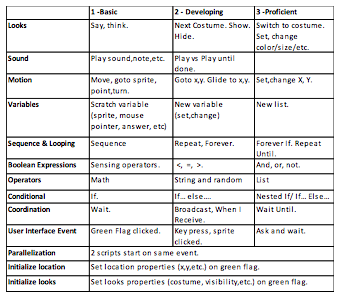 1 -Basic 2 - Developing 3 -Proficient
Looks Say, think. Next Costume. Show. Switch to costume.
Hide. Set, change
color/size/etc.
Sound Play sound,note,etc. Play vs Play until
done.
Motion Move, goto sprite, Goto x,y. Glide to x,y. Set,change X, Y.
point,turn.
Variables Scratch variable New variable New list.
(sprite, mouse (set,change)
pointer, answer, etc)
Sequence & Looping Sequence Repeat, Forever. Forever If. Repeat
Until.
Boolean Expressions Sensing operators. <, =, >. And, or, not.
Operators Math String and random List
Conditional If. If... else.... Nested If/ If... Else...
Coordination Wait. Broadcast, When I Wait Until.
Receive.
User Interface Event Green Flag clicked. Key press, sprite Ask and wait.
clicked.
Parallelization 2 scripts start on same event.
Initialize location Set location properties (x,y,etc.) on green flag.
Initialize looks Set looks properties (costume, visibility,etc.) on green flag.